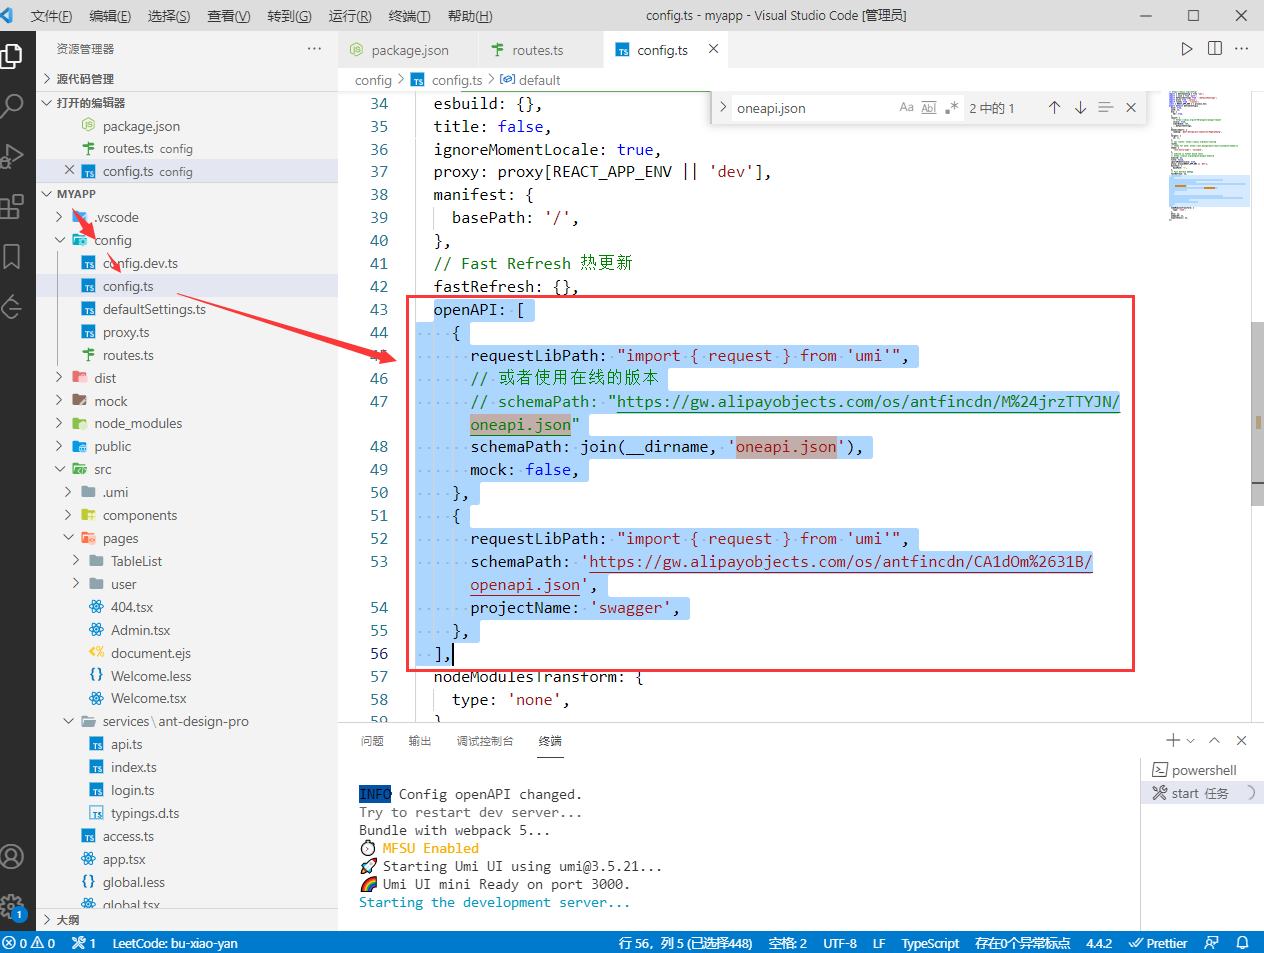 文件(F) 编辑(E) 选择(S) 查看(V) 转到(G) 运行(R) 终端(T) 帮助(H)
config.ts - myapp - Visual Studio Code [管理员]
资源管理器
源代码管理
打开的编辑器
package.json
routes.ts config
config.ts config
MYAPP
.vscode
config
config.dev.ts
config.ts
defaultSettings.ts
proxy.ts
routes.ts
dist
mock
node_modules
public
src
.umi
components
pages
TableList
user
404.tsx
Admin.tsx
document.ejs
Welcome.less
Welcome.tsx
services\ant-design-pro
api.ts
index.ts
login.ts
typings.d.ts
access.ts
app.tsx
global.less
global.tsx
大纲
package.json
routes.ts
config.ts
config > config.ts > default
oneapi.json
Aa Abl .*
2 中的 1
34 esbuild: {},
35 title: false,
36 ignoreMomentLocale: true,
37 proxy: proxy[REACT_APP_ENV || 'dev'],
38 manifest: {
39 basePath: '/',
40 },
41 // Fast Refresh 热更新
42 fastRefresh: {},
43 openAPI: [
44 {
45 requestLibPath: "import { request } from 'umi'",
46 // 或者使用在线的版本
47 // schemaPath: "https://gw.alipayobjects.com/os/antfincdn/M%24jrzTTYJN/
oneapi.json"
48 schemaPath: join(__dirname, 'oneapi.json'),
49 mock: false,
50 },
51 {
52 requestLibPath: "import { request } from 'umi'",
53 schemaPath: 'https://gw.alipayobjects.com/os/antfincdn/CA1dOm%2631B/
openapi.json',
54 projectName: 'swagger',
55 },
56 ],
57 nodeModulesTransform: {
58 type: 'none',
59 }
问题 输出 调试控制台 终端
INFO Config openAPI changed.
Try to restart dev server...
Bundle with webpack 5...
MFSU Enabled
Starting Umi UI using umi@3.5.21...
Umi UI mini Ready on port 3000.
Starting the development server...
powershell
start 任务
1
0 0 1 LeetCode: bu-xiao-yan
行 56，列 5 (已选择448) 空格: 2 UTF-8 LF TypeScript 存在0个异常标点 4.4.2 Prettier